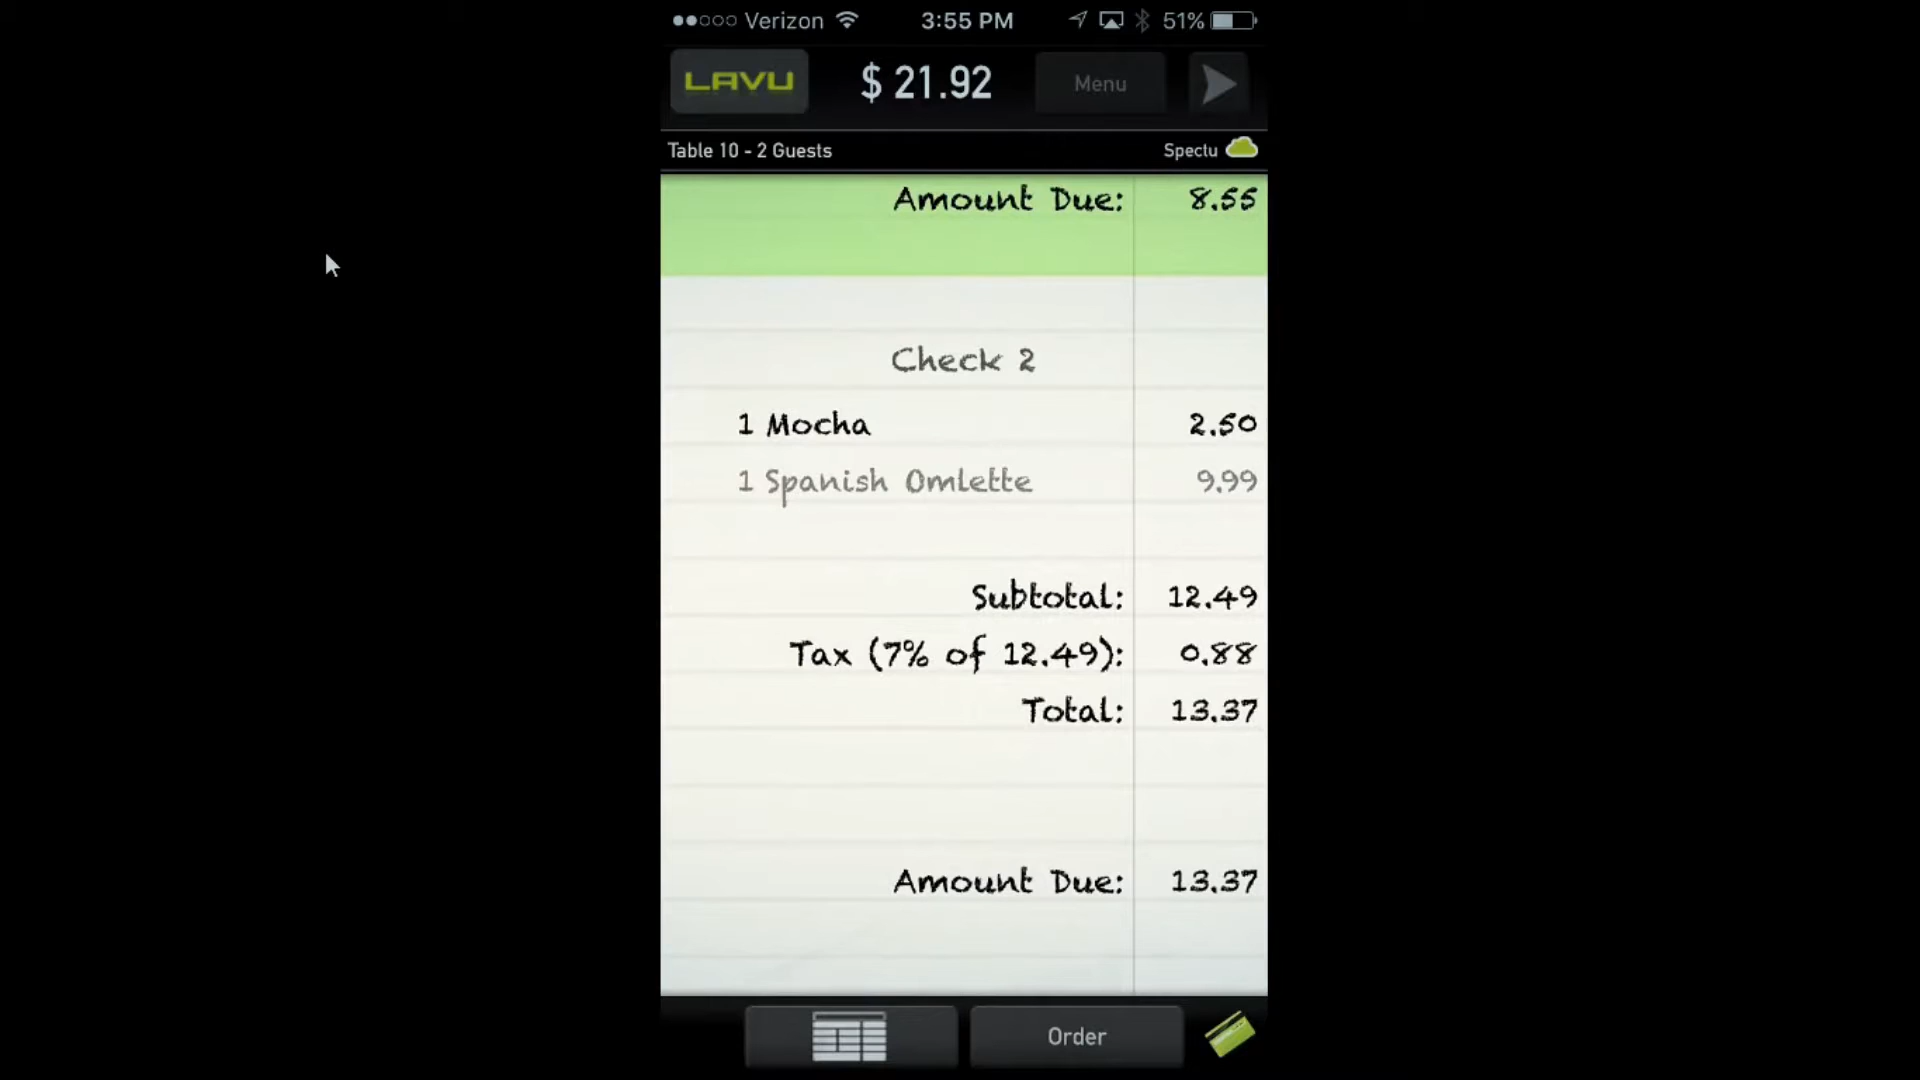 Verizon 3:55 PM 51%
LAVU $ 21.92 Menu
Table 10 - 2 Guests Spectu
Amount Due: 8.55
Check 2
1 Mocha 2.50
1 Spanish Omlette 9.99
Subtotal: 12.49
Tax (7% of 12.49): 0.88
Total: 13.37
Amount Due: 13.37
Order